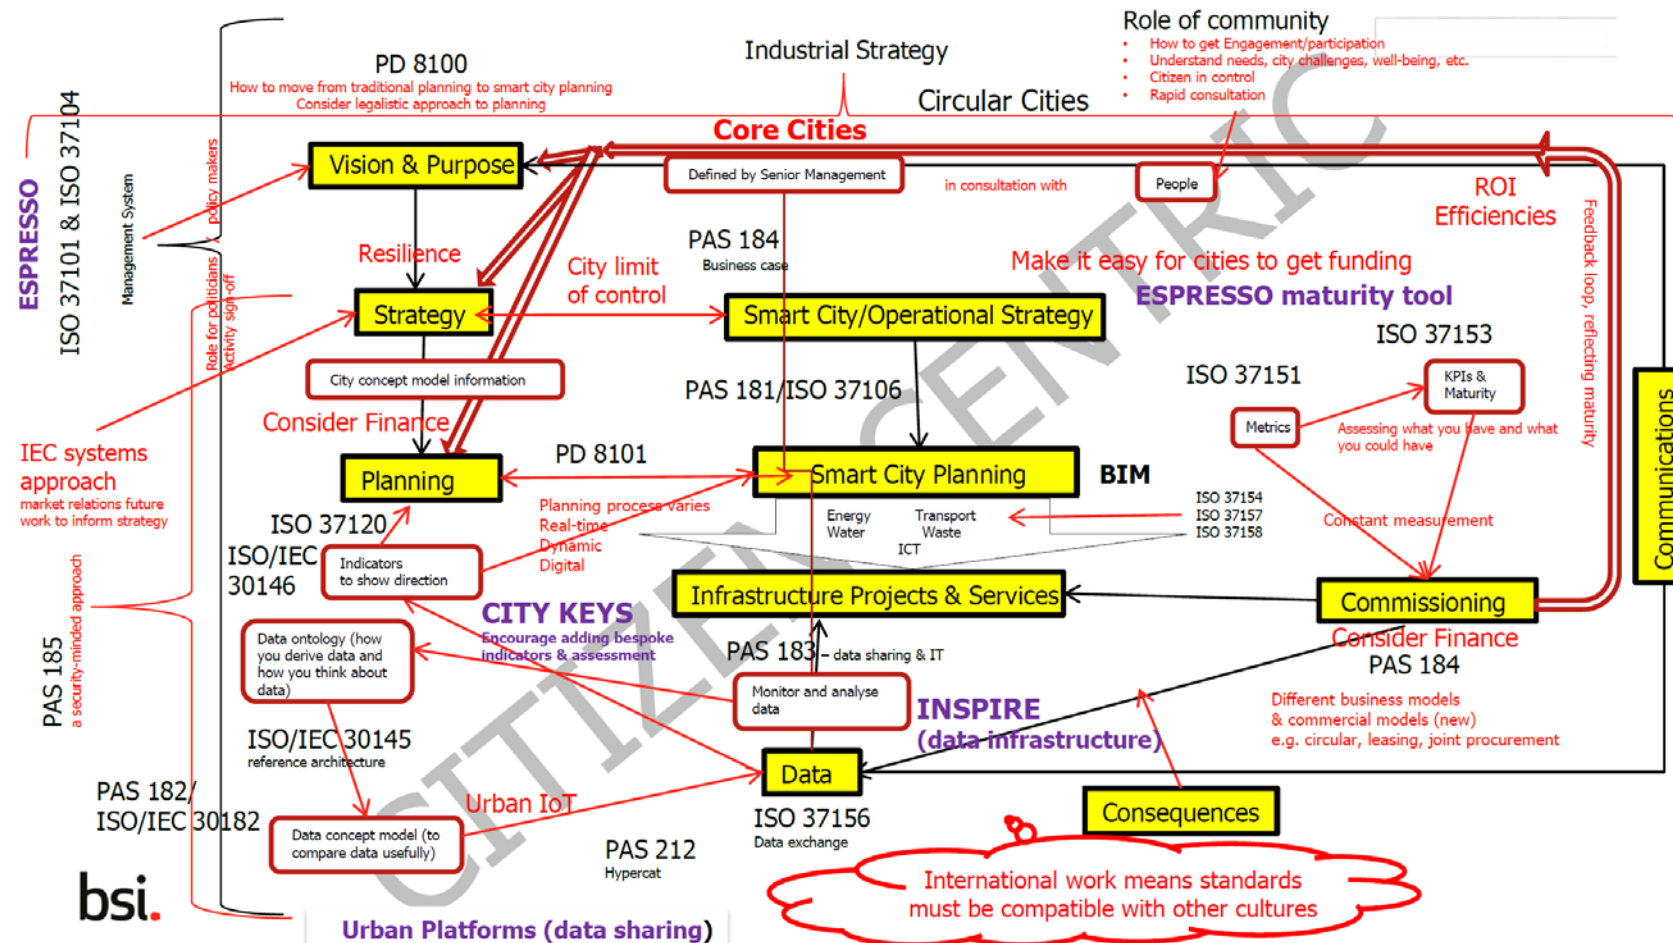 Role of community
• How to get Engagement/participation
• Understand needs, city challenges, well-being, etc.
• Citizen in control
• Rapid consultation
Industrial Strategy
PD 8100
How to move from traditional planning to smart city planning
Consider legalistic approach to planning
Circular Cities
Core Cities
ESPRESSO
ISO 37101 & ISO 37104
Management System
Role for politicians / policy makers
Activity sign-off
Vision & Purpose
Defined by Senior Management
in consultation with
People
ROI
Efficiencies
Feedback loop, reflecting maturity
Resilience
City limit
of control
PAS 184
Business case
Make it easy for cities to get funding
ESPRESSO maturity tool
Strategy
Smart City/Operational Strategy
ISO 37153
City concept model information
PAS 181/ISO 37106
ISO 37151
KPIs &
Maturity
Metrics
Assessing what you have and what
you could have
Communications
Consider Finance
IEC systems
approach
market relations future
work to inform strategy
Planning
PD 8101
Smart City Planning
BIM
Planning process varies
Real-time
Dynamic
Digital
Energy
Transport
Water
Waste
ICT
ISO 37154
ISO 37157
ISO 37158
Constant measurement
ISO 37120
ISO/IEC
30146
Indicators
to show direction
Infrastructure Projects & Services
Commissioning
Consider Finance
PAS 184
CITY KEYS
Encourage adding bespoke
indicators & assessment
PAS 185
a security-minded approach
Data ontology (how
you derive data and
how you think about
data)
PAS 183 – data sharing & IT
Monitor and analyse
data
INSPIRE
(data infrastructure)
Different business models
& commercial models (new)
e.g. circular, leasing, joint procurement
ISO/IEC 30145
reference architecture
Data
PAS 182/
ISO/IEC 30182
Urban IoT
ISO 37156
Data exchange
Consequences
Data concept model (to
compare data usefully)
PAS 212
Hypercat
International work means standards
must be compatible with other cultures
bsi.
Urban Platforms (data sharing)
CITIZEN CENTRIC